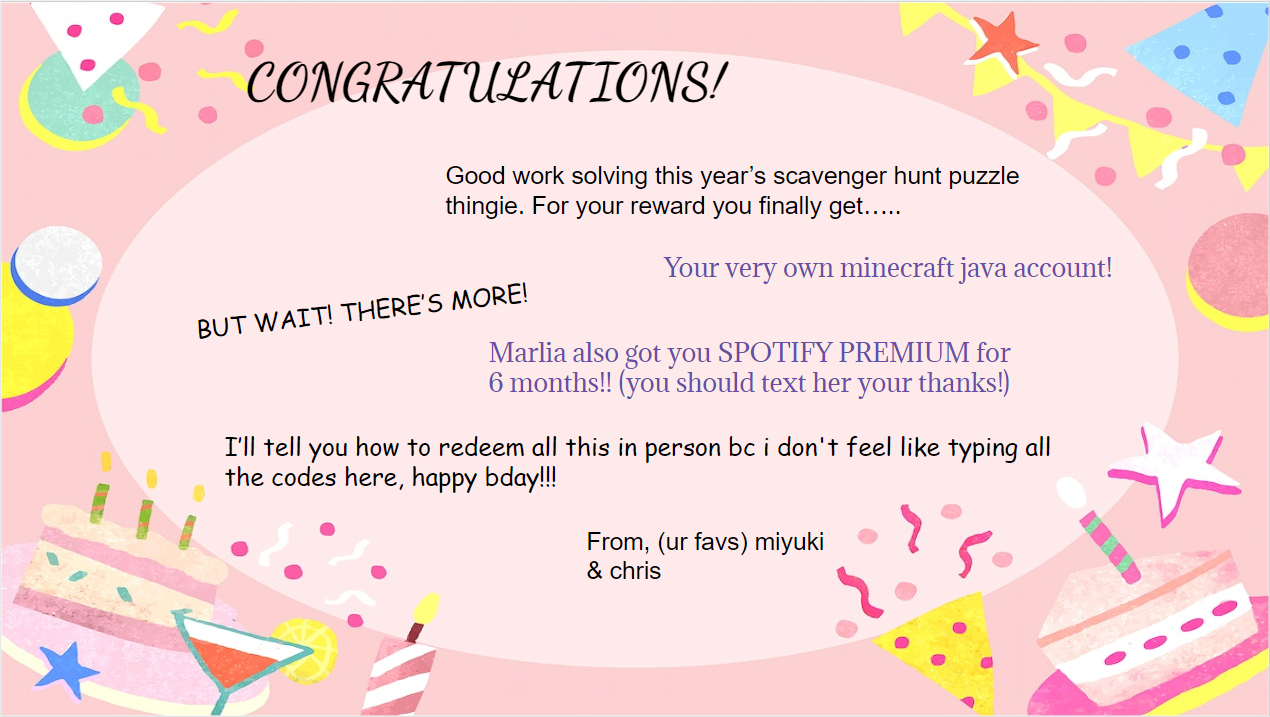 CONGRATULATIONS!
Good work solving this year’s scavenger hunt puzzle
thingie. For your reward you finally get…..
Your very own minecraft java account!
BUT WAIT! THERE’S MORE!
Marlia also got you SPOTIFY PREMIUM for
6 months!! (you should text her your thanks!)
I’ll tell you how to redeem all this in person bc i don't feel like typing all
the codes here, happy bday!!!
From, (ur favs) miyuki
& chris